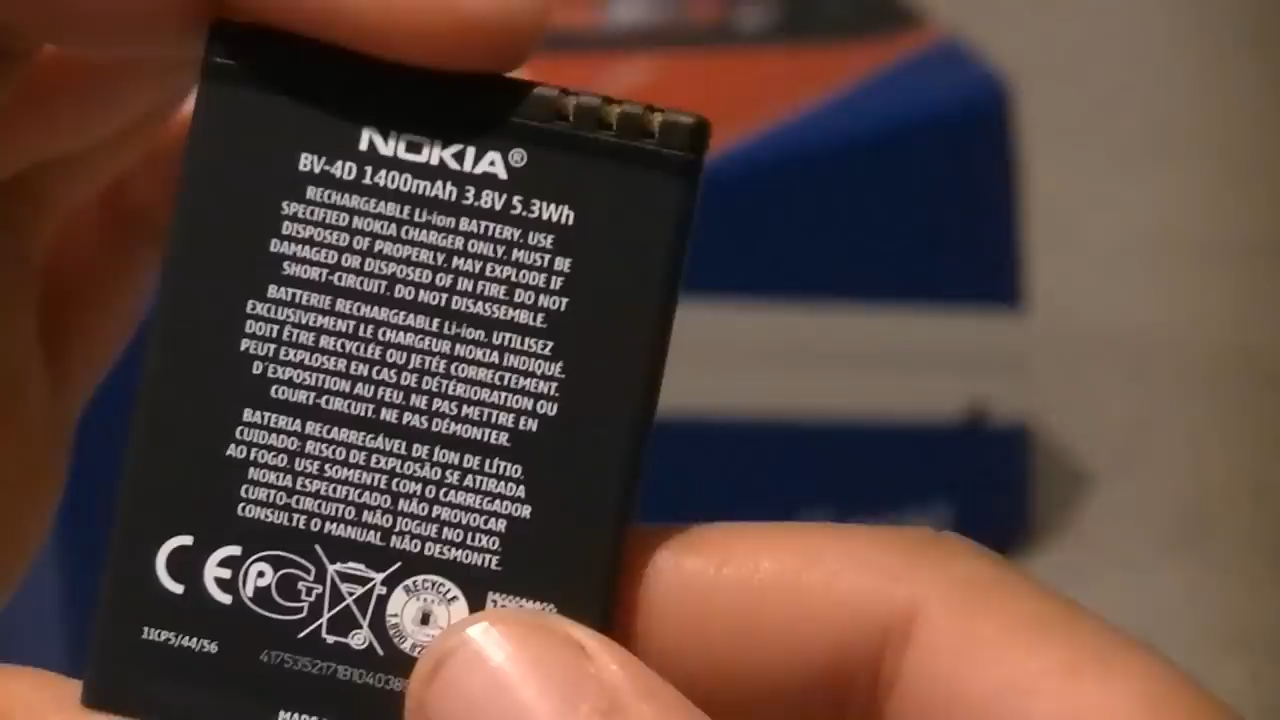 NOKIA®
BV-4D 1400mAh 3.8V 5.3Wh
RECHARGEABLE Li-ion BATTERY. USE
SPECIFIED NOKIA CHARGER ONLY. MUST BE
DISPOSED OF PROPERLY. MAY EXPLODE IF
DAMAGED OR DISPOSED OF IN FIRE. DO NOT
SHORT-CIRCUIT. DO NOT DISASSEMBLE.
BATTERIE RECHARGEABLE Li-ion. UTILISEZ
EXCLUSIVEMENT LE CHARGEUR NOKIA INDIQUÉ.
DOIT ÊTRE RECYCLÉE OU JETÉE CORRECTEMENT.
PEUT EXPLOSER EN CAS DE DÉTÉRIORATION OU
D'EXPOSITION AU FEU. NE PAS METTRE EN
COURT-CIRCUIT. NE PAS DÉMONTER.
BATERIA RECARREGÁVEL DE ÍON DE LÍTIO.
CUIDADO: RISCO DE EXPLOSÃO SE ATIRADA
AO FOGO. USE SOMENTE COM O CARREGADOR
NOKIA ESPECIFICADO. NÃO PROVOCAR
CURTO-CIRCUITO. NÃO JOGUE NO LIXO.
CONSULTE O MANUAL. NÃO DESMONTE.
CE PCT RECYCLE
11CP5/44/56